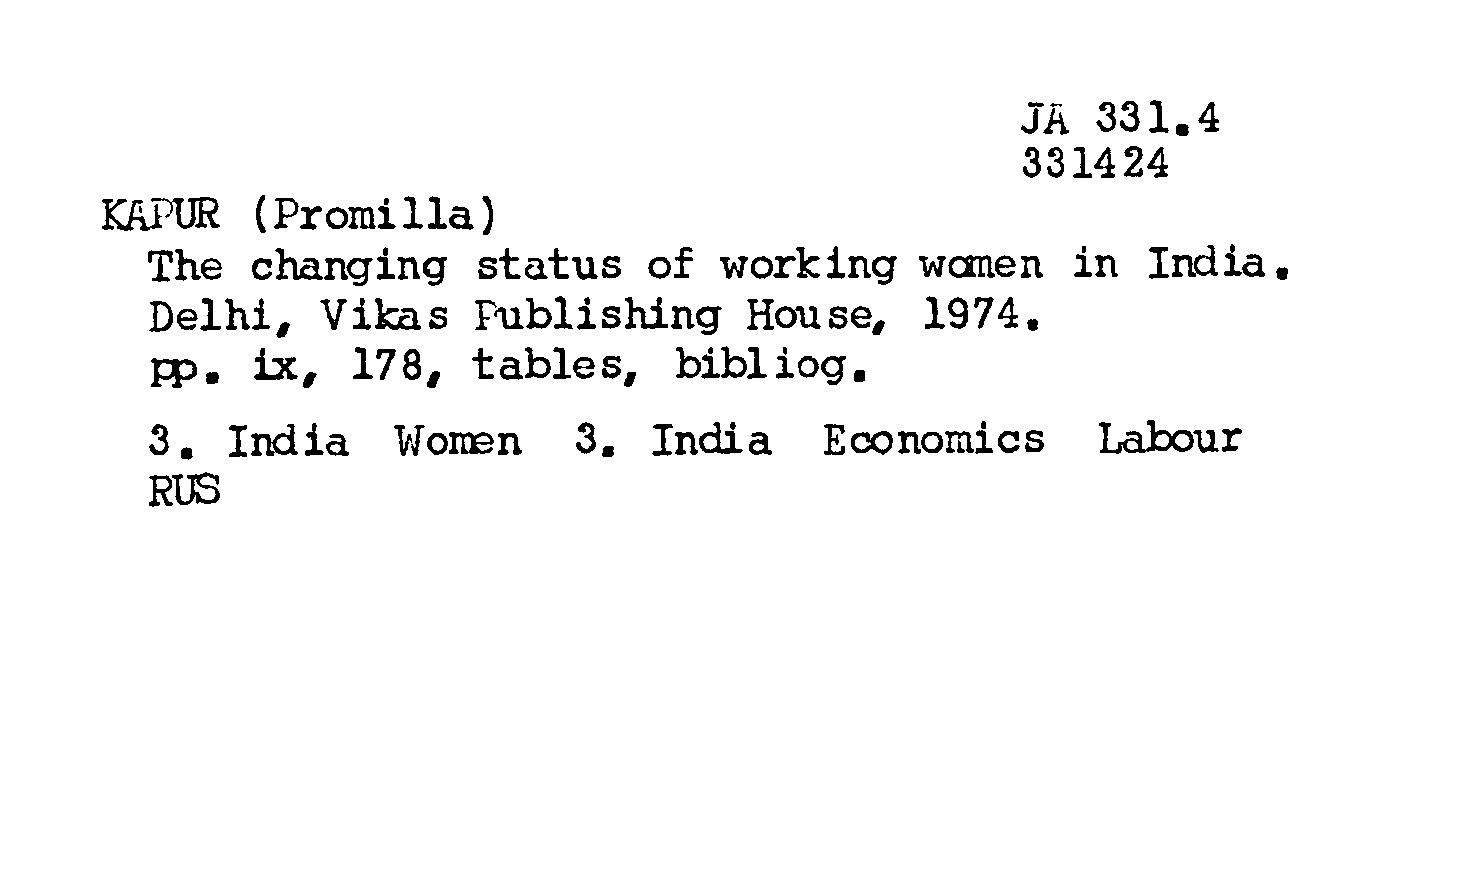 JA 331.4
331424
KAPUR (Promilla)
The changing status of working women in India.
Delhi, Vikas Publishing House, 1974.
pp. ix, 178, tables, bibliog.
3. India Women 3. India Economics Labour
RUS